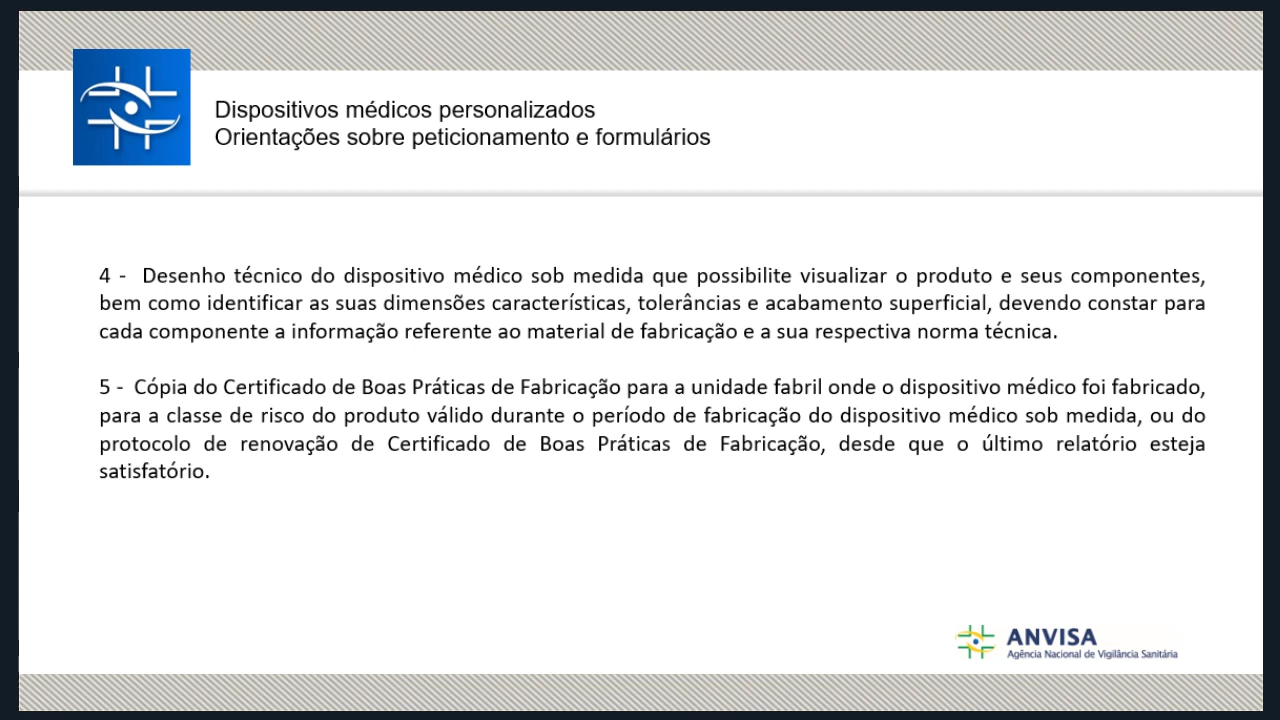 Dispositivos médicos personalizados
Orientações sobre peticionamento e formulários
4 - Desenho técnico do dispositivo médico sob medida que possibilite visualizar o produto e seus componentes,
bem como identificar as suas dimensões características, tolerâncias e acabamento superficial, devendo constar para
cada componente a informação referente ao material de fabricação e a sua respectiva norma técnica.
5 - Cópia do Certificado de Boas Práticas de Fabricação para a unidade fabril onde o dispositivo médico foi fabricado,
para a classe de risco do produto válido durante o período de fabricação do dispositivo médico sob medida, ou do
protocolo de renovação de Certificado de Boas Práticas de Fabricação, desde que o último relatório esteja
satisfatório.
ANVISA
Agência Nacional de Vigilância Sanitária